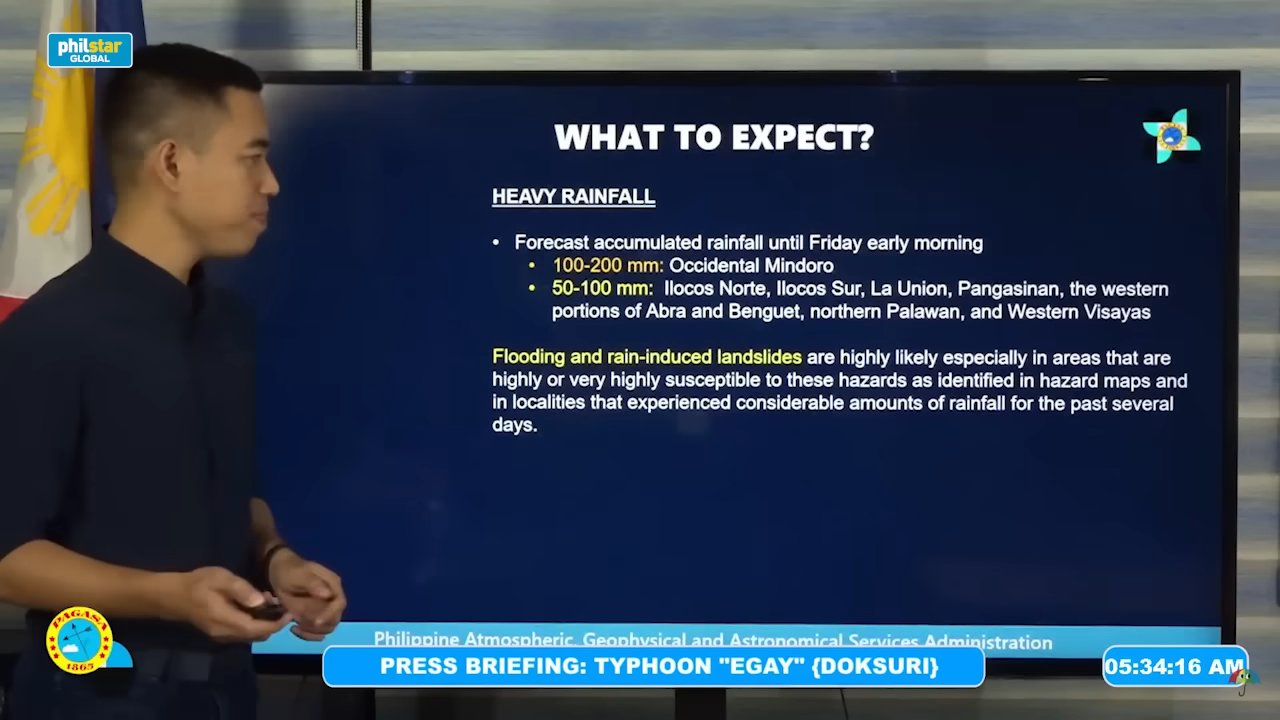 philstar
GLOBAL
WHAT TO EXPECT?
HEAVY RAINFALL
• Forecast accumulated rainfall until Friday early morning
• 100-200 mm: Occidental Mindoro
• 50-100 mm: Ilocos Norte, Ilocos Sur, La Union, Pangasinan, the western
portions of Abra and Benguet, northern Palawan, and Western Visayas
Flooding and rain-induced landslides are highly likely especially in areas that are
highly or very highly susceptible to these hazards as identified in hazard maps and
in localities that experienced considerable amounts of rainfall for the past several
days.
Philippine Atmospheric, Geophysical and Astronomical Services Administration
PAGASA
1865
PRESS BRIEFING: TYPHOON "EGAY" {DOKSURI}
05:34:16 AM